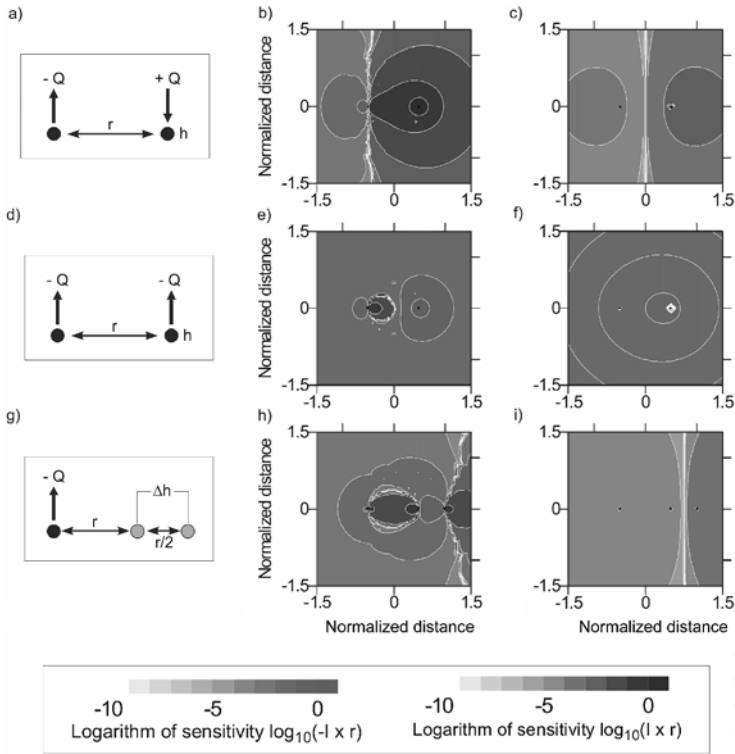 a)
- Q
+ Q
r
h
b)
Normalized distance
1.5
0
-1.5
-1.5
0
1.5
c)
1.5
0
-1.5
-1.5
0
1.5
d)
- Q
- Q
r
h
e)
Normalized distance
1.5
0
-1.5
-1.5
0
1.5
f)
1.5
0
-1.5
-1.5
0
1.5
g)
- Q
Δh
r
r/2
h)
Normalized distance
1.5
0
-1.5
-1.5
0
1.5
Normalized distance
i)
1.5
0
-1.5
-1.5
0
1.5
Normalized distance
-10
-5
0
Logarithm of sensitivity log10(-I x r)
-10
-5
0
Logarithm of sensitivity log10(I x r)